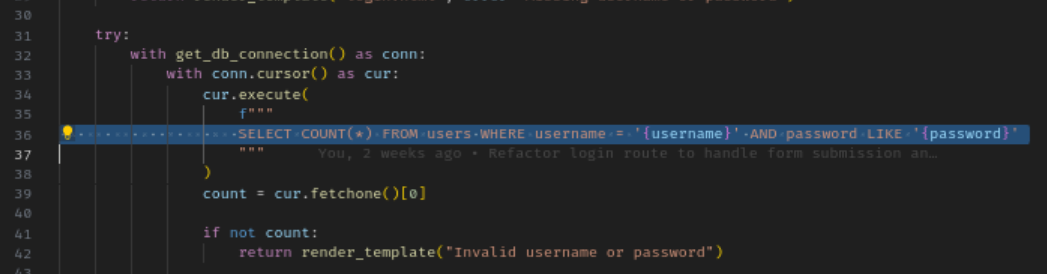 30
31 try:
32 with get_db_connection() as conn:
33 with conn.cursor() as cur:
34 cur.execute(
35 f"""
36 SELECT COUNT(*) FROM users WHERE username = '{username}' AND password LIKE '{password}'
37 """ You, 2 weeks ago • Refactor login route to handle form submission an…
38 )
39 count = cur.fetchone()[0]
40
41 if not count:
42 return render_template("Invalid username or password")